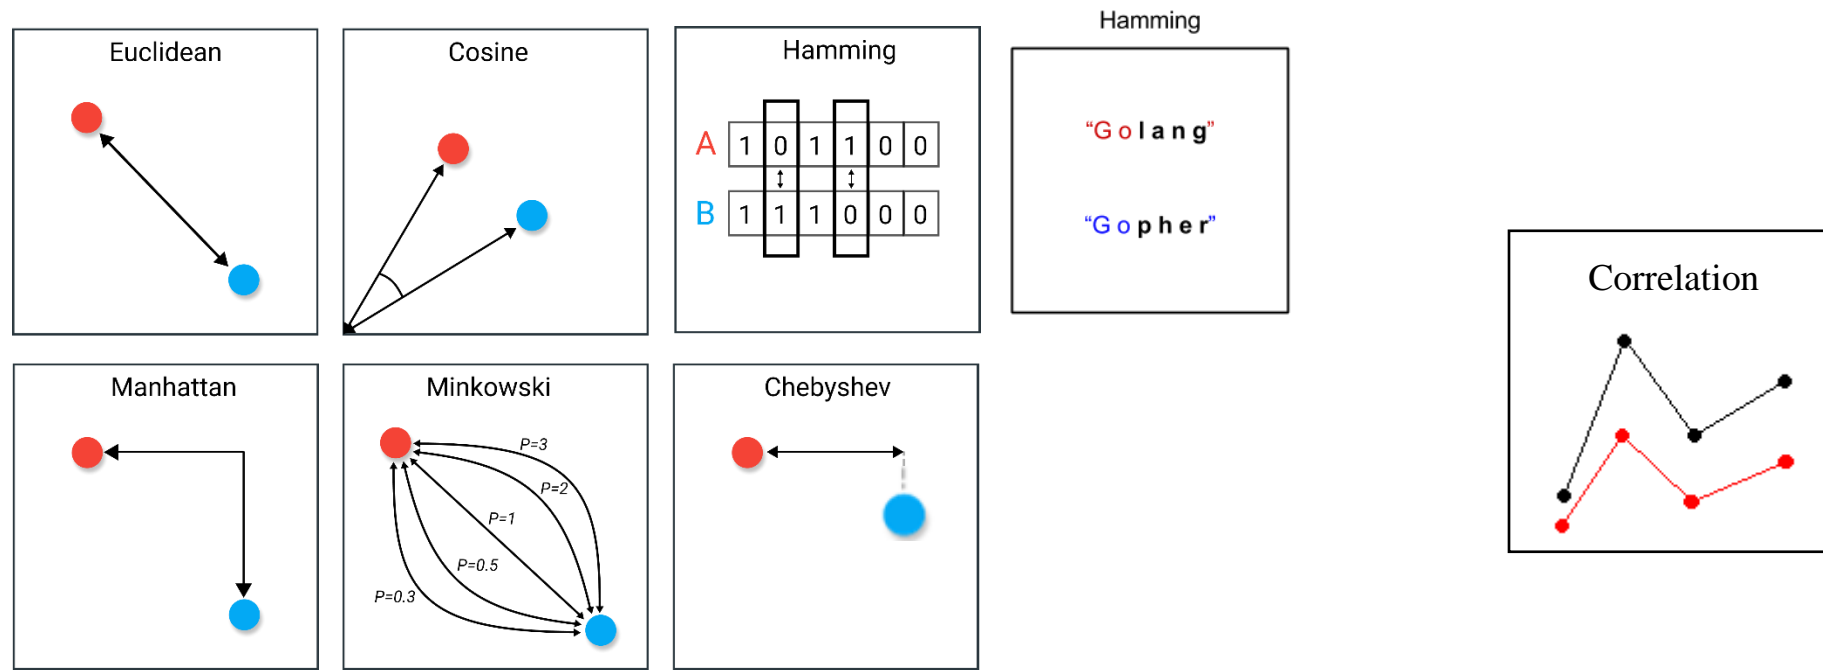 Euclidean
Cosine
Hamming
A 1 0 1 1 0 0
B 1 1 1 0 0 0
Hamming
“Golang”
“Gopher”
Correlation
Manhattan
Minkowski
P=3
P=2
P=1
P=0.5
P=0.3
Chebyshev